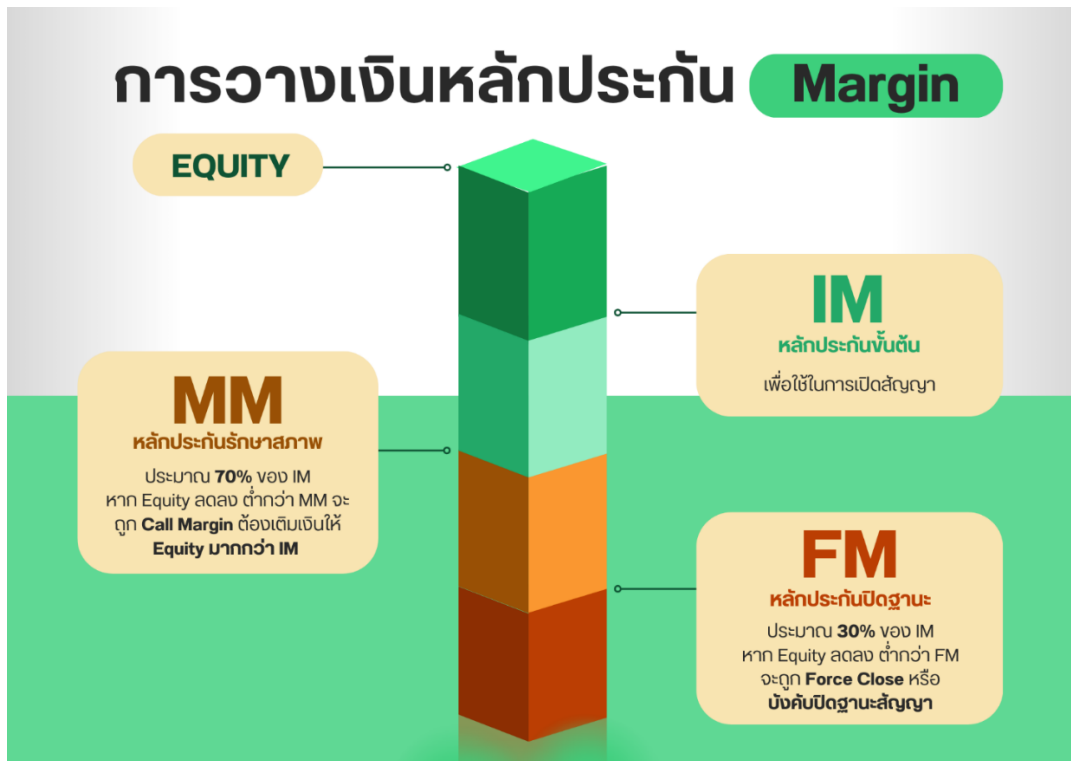 การวางเงินหลักประกัน Margin
EQUITY
IM
หลักประกันขั้นต้น
เพื่อใช้ในการเปิดสัญญา
MM
หลักประกันรักษาสภาพ
ประมาณ 70% ของ IM
หาก Equity ลดลง ต่ำกว่า MM จะ
ถูก Call Margin ต้องเติมเงินให้
Equity มากกว่า IM
FM
หลักประกันปิดฐานะ
ประมาณ 30% ของ IM
หาก Equity ลดลง ต่ำกว่า FM
จะถูก Force Close หรือ
บังคับปิดฐานะสัญญา